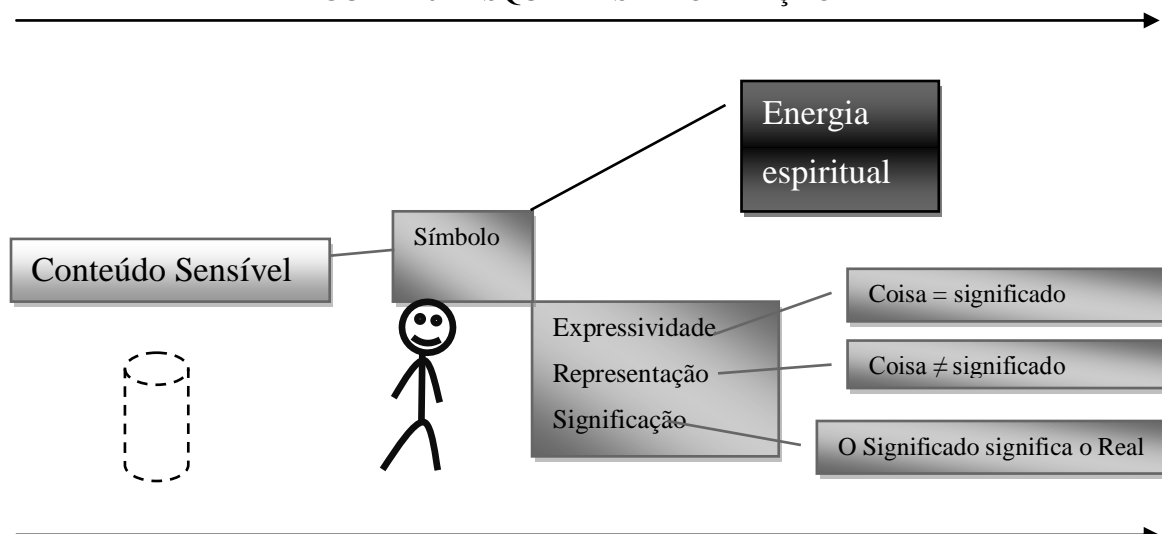 Energia
espiritual
Símbolo
Conteúdo Sensível
Expressividade
Representação
Significação
Coisa = significado
Coisa ≠ significado
O Significado significa o Real